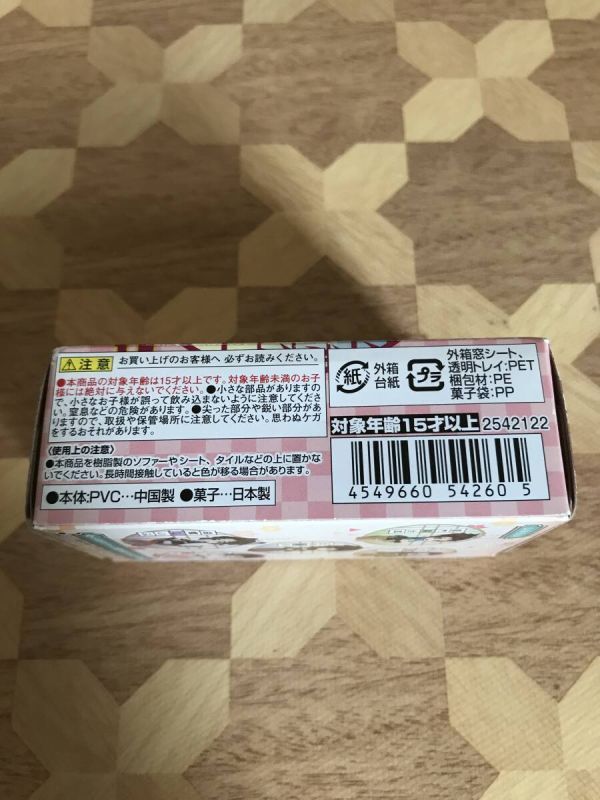 ⚠注意 お買い上げのお客様へ 必ずお読みください。
●本商品の対象年齢は15才以上です。対象年齢未満のお子
様には絶対に与えないでください。●小さな部品がありますの
で、小さなお子様が誤って飲み込まないように注意してくださ
い。窒息などの危険があります。●尖った部分や鋭い部分があ
りますので、取扱や保管場所に注意してください。思わぬケガ
をするおそれがあります。
〈使用上の注意〉
●本商品を樹脂製のソファーやシート、タイルなどの上に置かな
いでください。長時間接触していると色が移る場合があります。
●本体:PVC…中国製 ●菓子…日本製
紙 外箱
台紙
プラ 外箱窓シート、
透明トレイ:PET
梱包材:PE
菓子袋:PP
対象年齢15才以上 2542122
4549660 54260 5